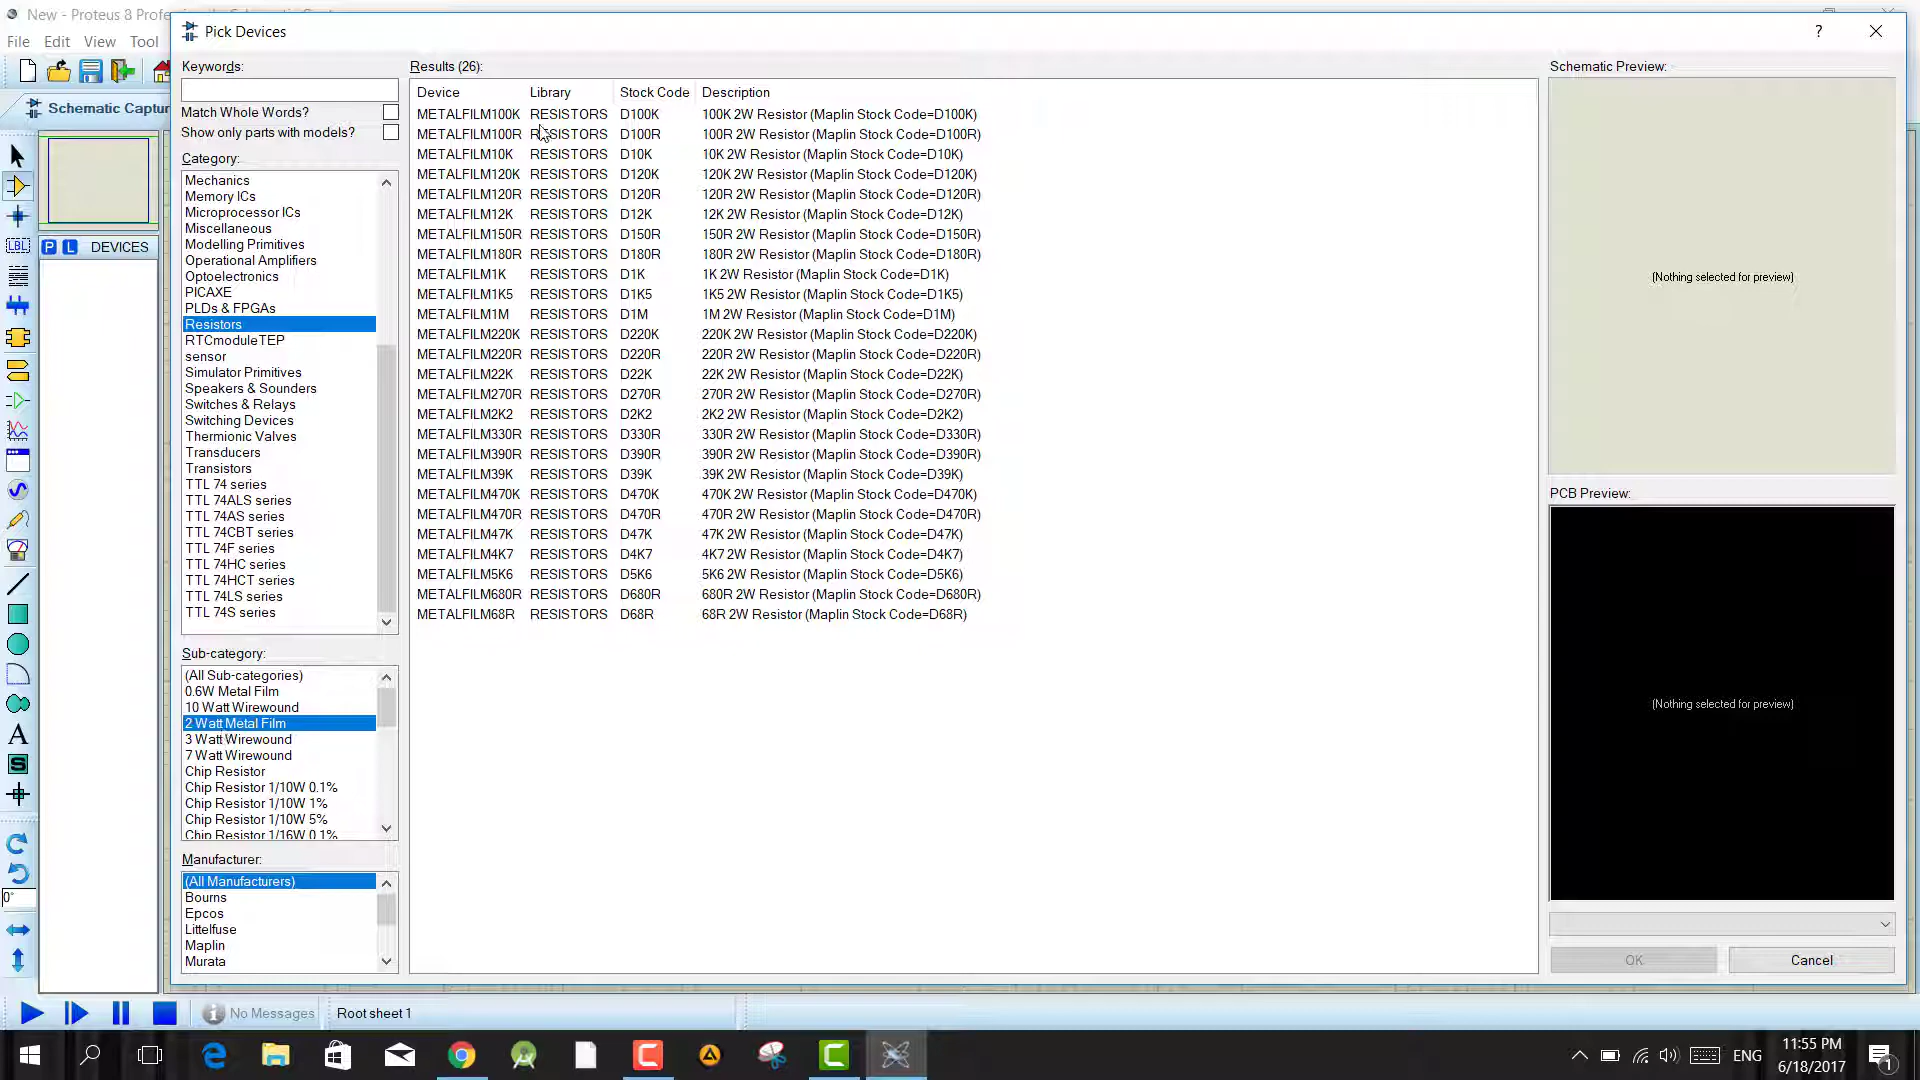 New - Proteus 8 Profe
Pick Devices
?
File Edit View Tool
Keywords:
Match Whole Words?
Show only parts with models?
Schematic Captur
Category:
Mechanics
Memory ICs
Microprocessor ICs
Miscellaneous
Modelling Primitives
Operational Amplifiers
Optoelectronics
PICAXE
PLDs & FPGAs
Resistors
RTCmoduleTEP
sensor
Simulator Primitives
Speakers & Sounders
Switches & Relays
Switching Devices
Thermionic Valves
Transducers
Transistors
TTL 74 series
TTL 74ALS series
TTL 74AS series
TTL 74CBT series
TTL 74F series
TTL 74HC series
TTL 74HCT series
TTL 74LS series
TTL 74S series
Sub-category:
(All Sub-categories)
0.6W Metal Film
10 Watt Wirewound
2 Watt Metal Film
3 Watt Wirewound
7 Watt Wirewound
Chip Resistor
Chip Resistor 1/10W 0.1%
Chip Resistor 1/10W 1%
Chip Resistor 1/10W 5%
Chip Resistor 1/16W 0.1%
Manufacturer:
(All Manufacturers)
Bourns
Epcos
Littelfuse
Maplin
Murata
P L DEVICES
LBL
A
S
0°
Results (26):
Device Library Stock Code Description
METALFILM100K RESISTORS D100K 100K 2W Resistor (Maplin Stock Code=D100K)
METALFILM100R RESISTORS D100R 100R 2W Resistor (Maplin Stock Code=D100R)
METALFILM10K RESISTORS D10K 10K 2W Resistor (Maplin Stock Code=D10K)
METALFILM120K RESISTORS D120K 120K 2W Resistor (Maplin Stock Code=D120K)
METALFILM120R RESISTORS D120R 120R 2W Resistor (Maplin Stock Code=D120R)
METALFILM12K RESISTORS D12K 12K 2W Resistor (Maplin Stock Code=D12K)
METALFILM150R RESISTORS D150R 150R 2W Resistor (Maplin Stock Code=D150R)
METALFILM180R RESISTORS D180R 180R 2W Resistor (Maplin Stock Code=D180R)
METALFILM1K RESISTORS D1K 1K 2W Resistor (Maplin Stock Code=D1K)
METALFILM1K5 RESISTORS D1K5 1K5 2W Resistor (Maplin Stock Code=D1K5)
METALFILM1M RESISTORS D1M 1M 2W Resistor (Maplin Stock Code=D1M)
METALFILM220K RESISTORS D220K 220K 2W Resistor (Maplin Stock Code=D220K)
METALFILM220R RESISTORS D220R 220R 2W Resistor (Maplin Stock Code=D220R)
METALFILM22K RESISTORS D22K 22K 2W Resistor (Maplin Stock Code=D22K)
METALFILM270R RESISTORS D270R 270R 2W Resistor (Maplin Stock Code=D270R)
METALFILM2K2 RESISTORS D2K2 2K2 2W Resistor (Maplin Stock Code=D2K2)
METALFILM330R RESISTORS D330R 330R 2W Resistor (Maplin Stock Code=D330R)
METALFILM390R RESISTORS D390R 390R 2W Resistor (Maplin Stock Code=D390R)
METALFILM39K RESISTORS D39K 39K 2W Resistor (Maplin Stock Code=D39K)
METALFILM470K RESISTORS D470K 470K 2W Resistor (Maplin Stock Code=D470K)
METALFILM470R RESISTORS D470R 470R 2W Resistor (Maplin Stock Code=D470R)
METALFILM47K RESISTORS D47K 47K 2W Resistor (Maplin Stock Code=D47K)
METALFILM4K7 RESISTORS D4K7 4K7 2W Resistor (Maplin Stock Code=D4K7)
METALFILM5K6 RESISTORS D5K6 5K6 2W Resistor (Maplin Stock Code=D5K6)
METALFILM680R RESISTORS D680R 680R 2W Resistor (Maplin Stock Code=D680R)
METALFILM68R RESISTORS D68R 68R 2W Resistor (Maplin Stock Code=D68R)
Schematic Preview:
(Nothing selected for preview)
PCB Preview:
(Nothing selected for preview)
OK Cancel
No Messages Root sheet 1
ENG
11:55 PM
6/18/2017
1